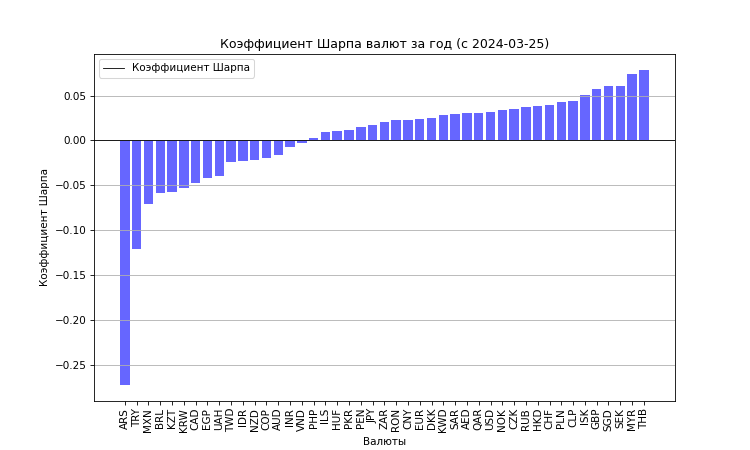 Коэффициент Шарпа валют за год (с 2024-03-25)
Коэффициент Шарпа
0.05
0.00
−0.05
−0.10
−0.15
−0.20
−0.25
Коэффициент Шарпа
ARS TRY MXN BRL KZT KRW CAD EGP UAH TWD IDR NZD COP AUD INR VND PHP ILS HUF PKR PEN JPY ZAR RON CNY EUR DKK KWD SAR AED QAR USD NOK CZK RUB HKD CHF PLN CLP ISK GBP SGD SEK MYR THB
Валюты